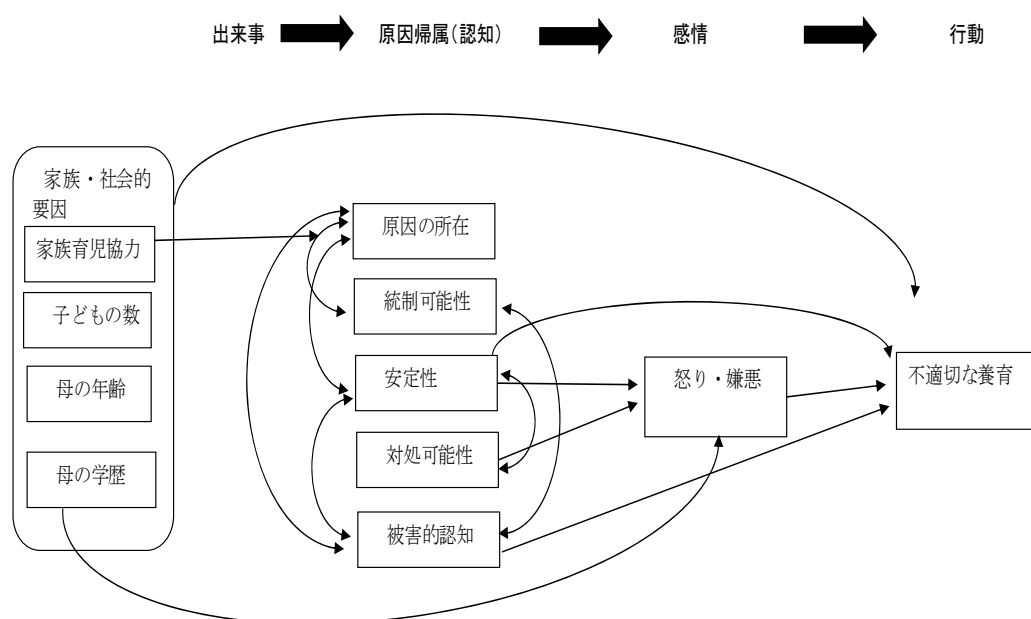 出来事
原因帰属(認知)
感情
行動
家族・社会的
要因
家族育児協力
子どもの数
母の年齢
母の学歴
原因の所在
統制可能性
安定性
対処可能性
被害的認知
怒り・嫌悪
不適切な養育